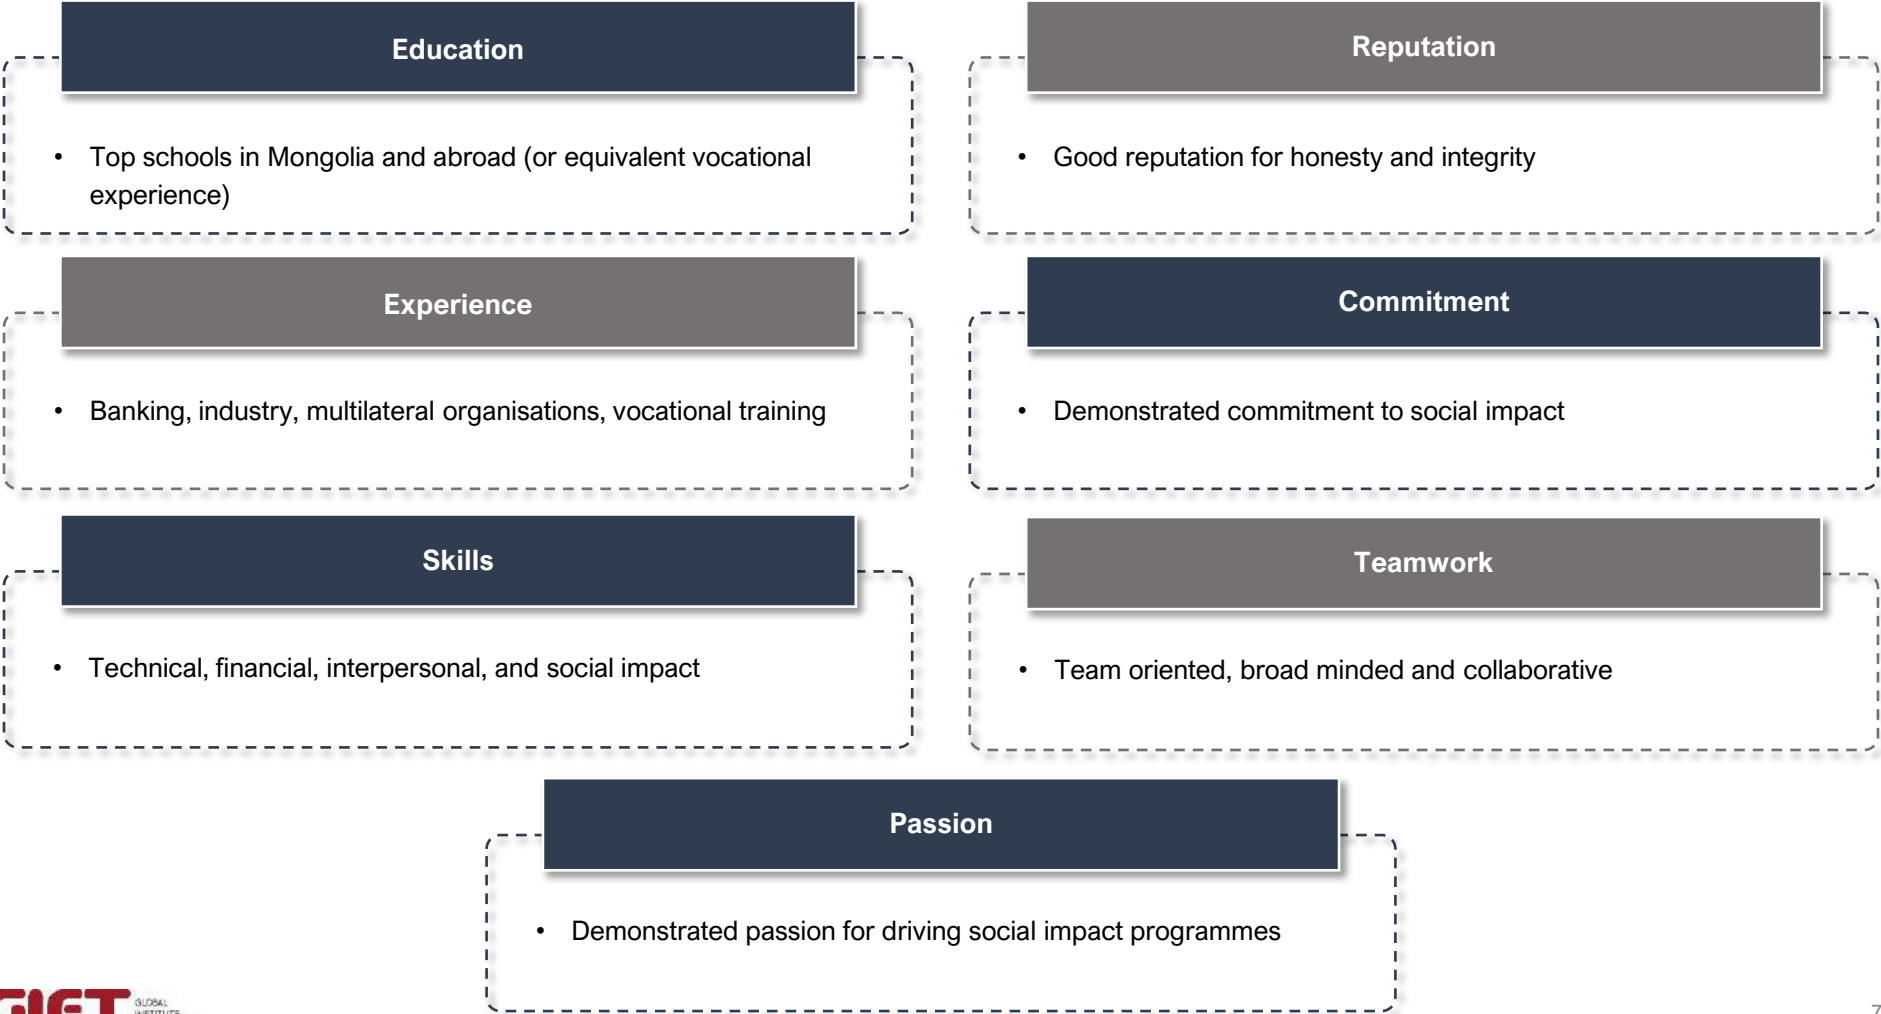 Education
• Top schools in Mongolia and abroad (or equivalent vocational
experience)
Reputation
• Good reputation for honesty and integrity
Experience
• Banking, industry, multilateral organisations, vocational training
Commitment
• Demonstrated commitment to social impact
Skills
• Technical, financial, interpersonal, and social impact
Teamwork
• Team oriented, broad minded and collaborative
Passion
• Demonstrated passion for driving social impact programmes
GLOBAL
INSTITUTE
7